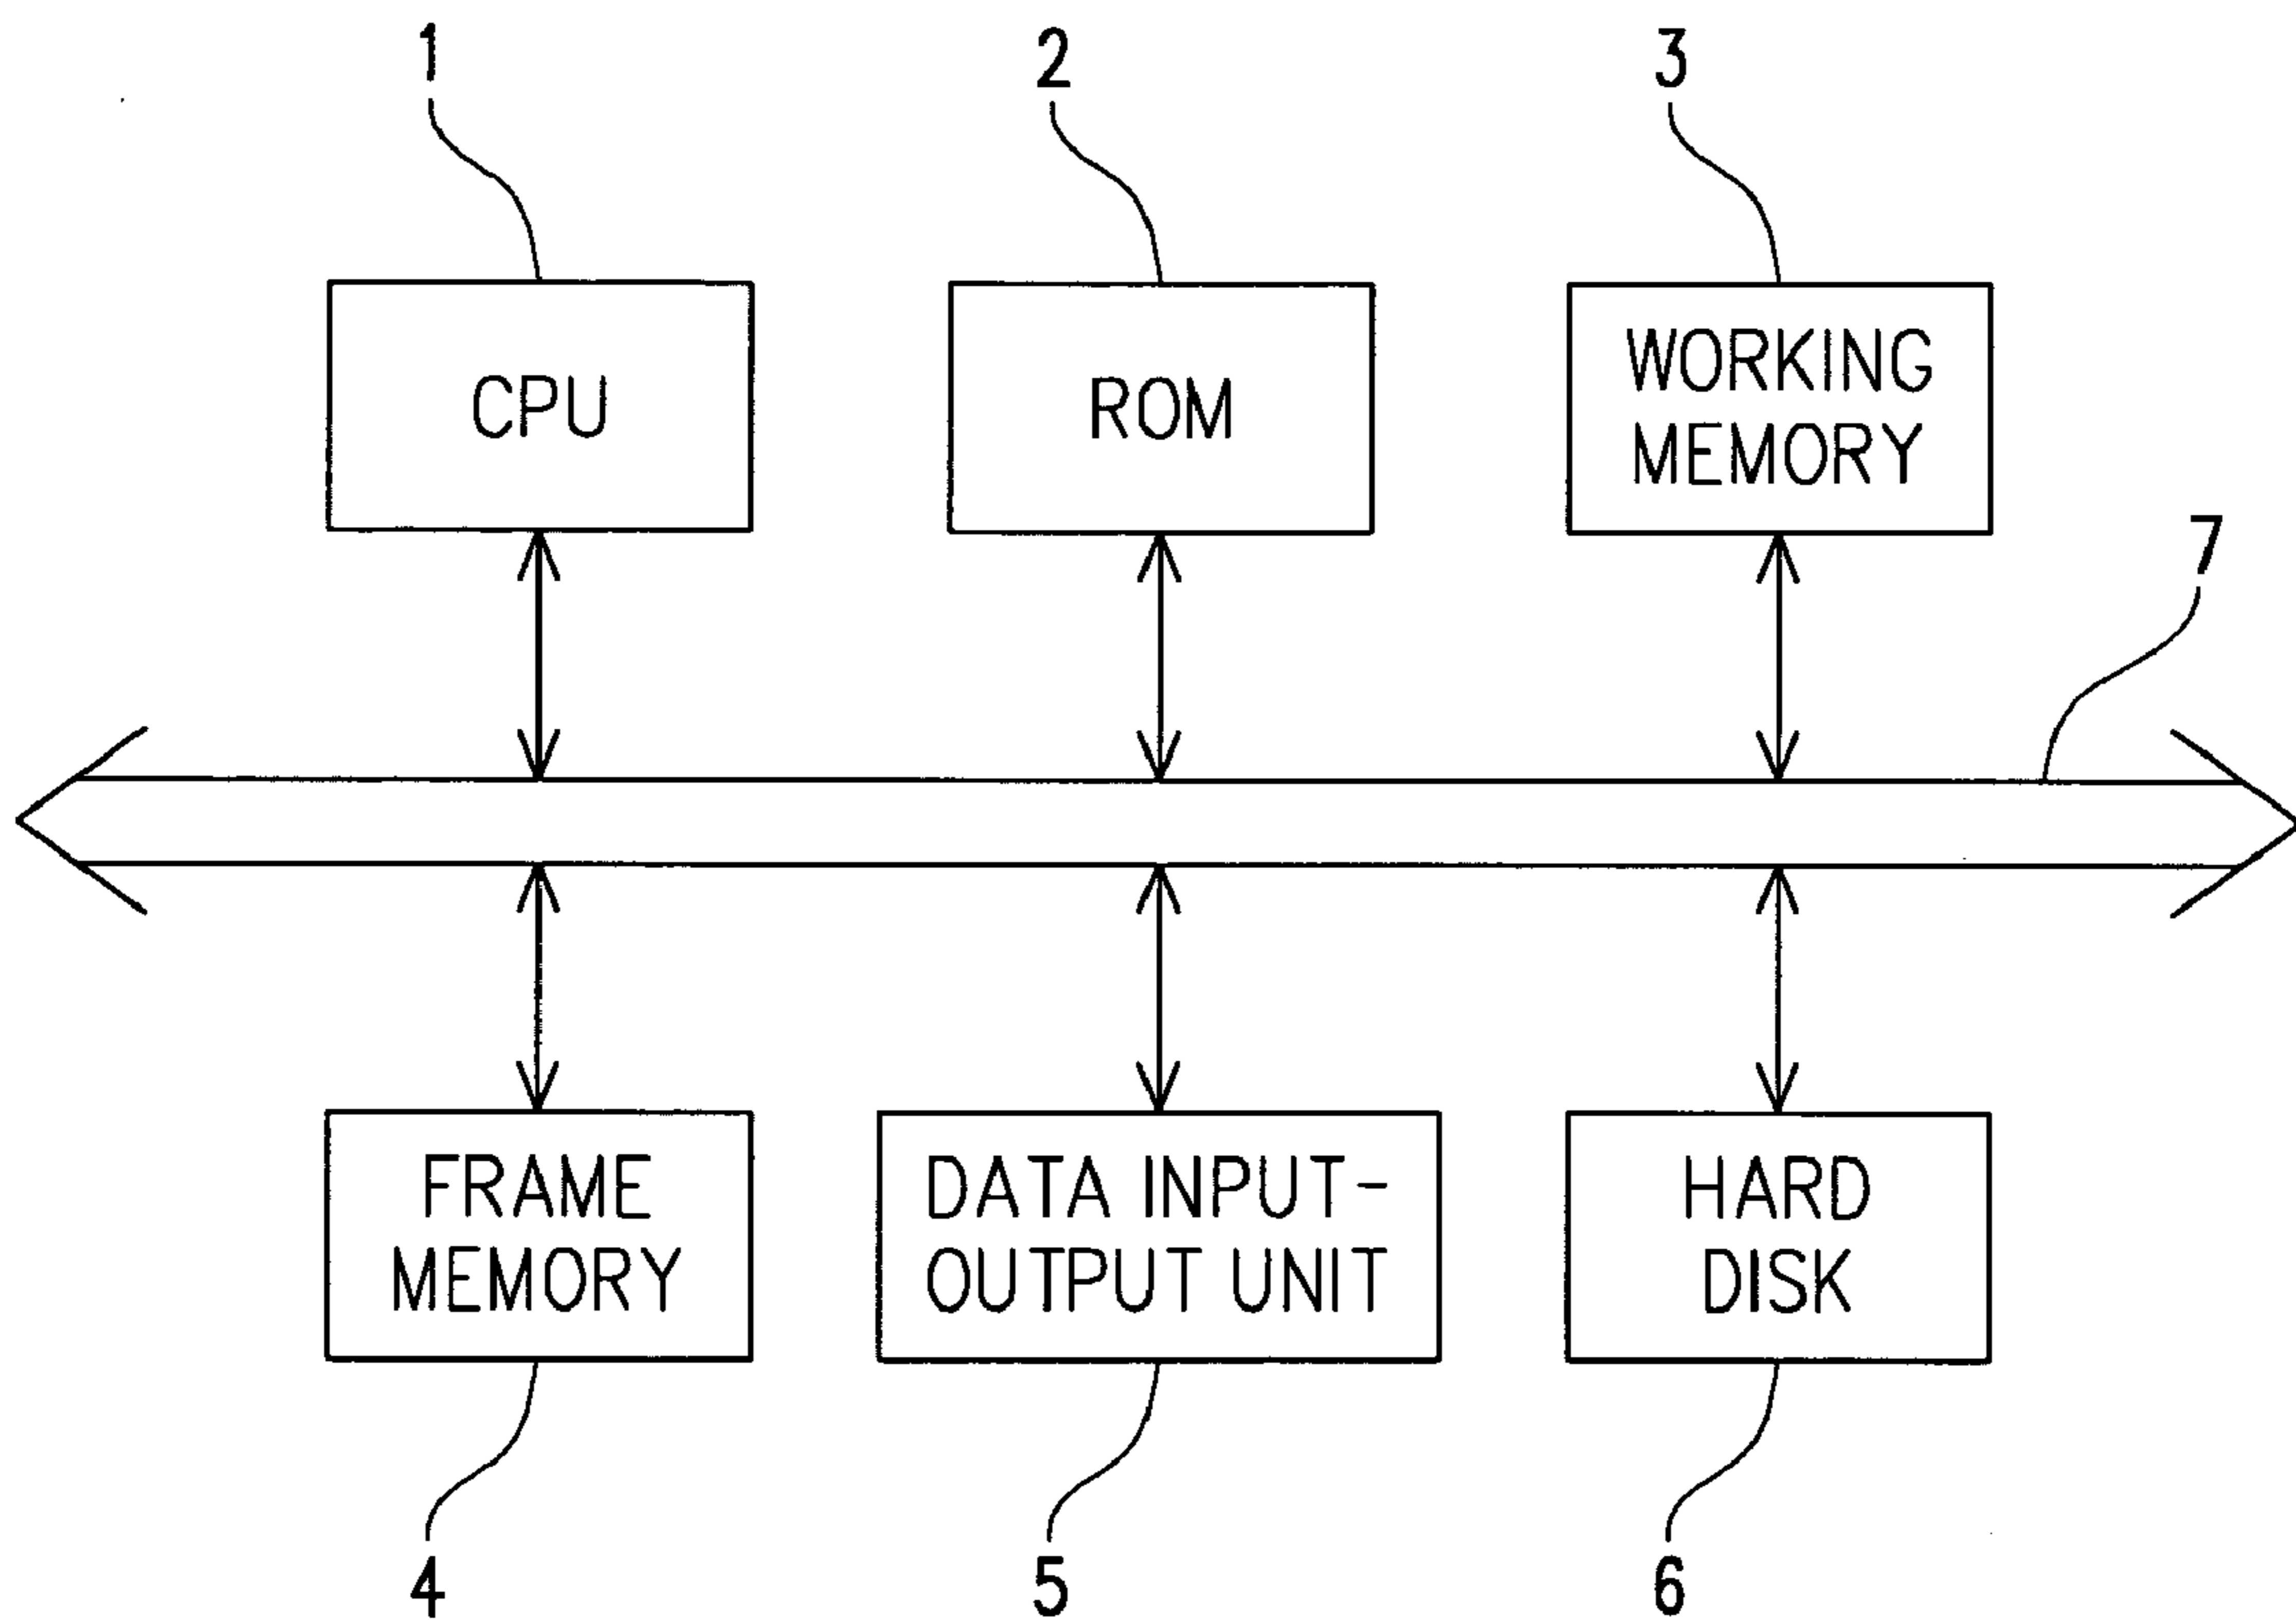 1
2
3
CPU
ROM
WORKING
MEMORY
7
FRAME
MEMORY
DATA INPUT-
OUTPUT UNIT
HARD
DISK
4
5
6